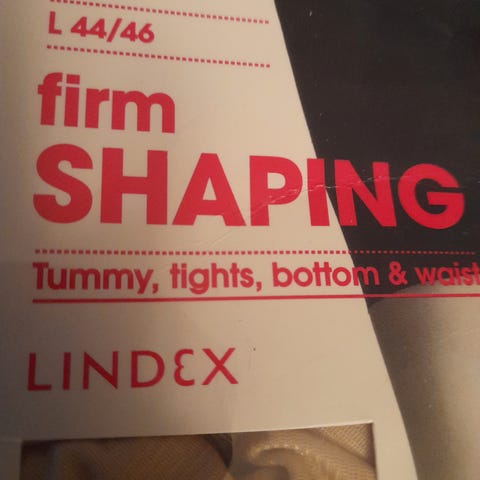 L 44/46
firm
SHAPING
Tummy, tights, bottom & waist
LINDEX